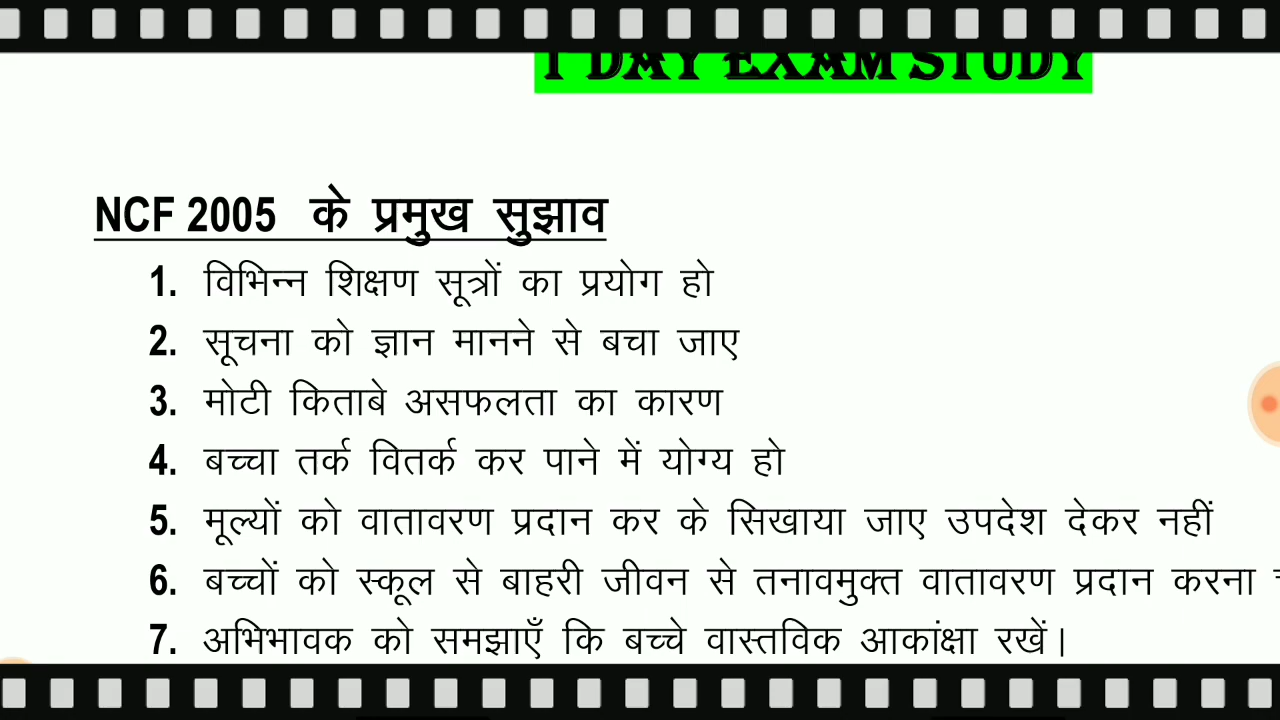 1 DAY EXAM STUDY
NCF 2005 के प्रमुख सुझाव
1. विभिन्न शिक्षण सूत्रों का प्रयोग हो
2. सूचना को ज्ञान मानने से बचा जाए
3. मोटी किताबे असफलता का कारण
4. बच्चा तर्क वितर्क कर पाने में योग्य हो
5. मूल्यों को वातावरण प्रदान कर के सिखाया जाए उपदेश देकर नहीं
6. बच्चों को स्कूल से बाहरी जीवन से तनावमुक्त वातावरण प्रदान करना
7. अभिभावक को समझाएँ कि बच्चे वास्तविक आकांक्षा रखें।